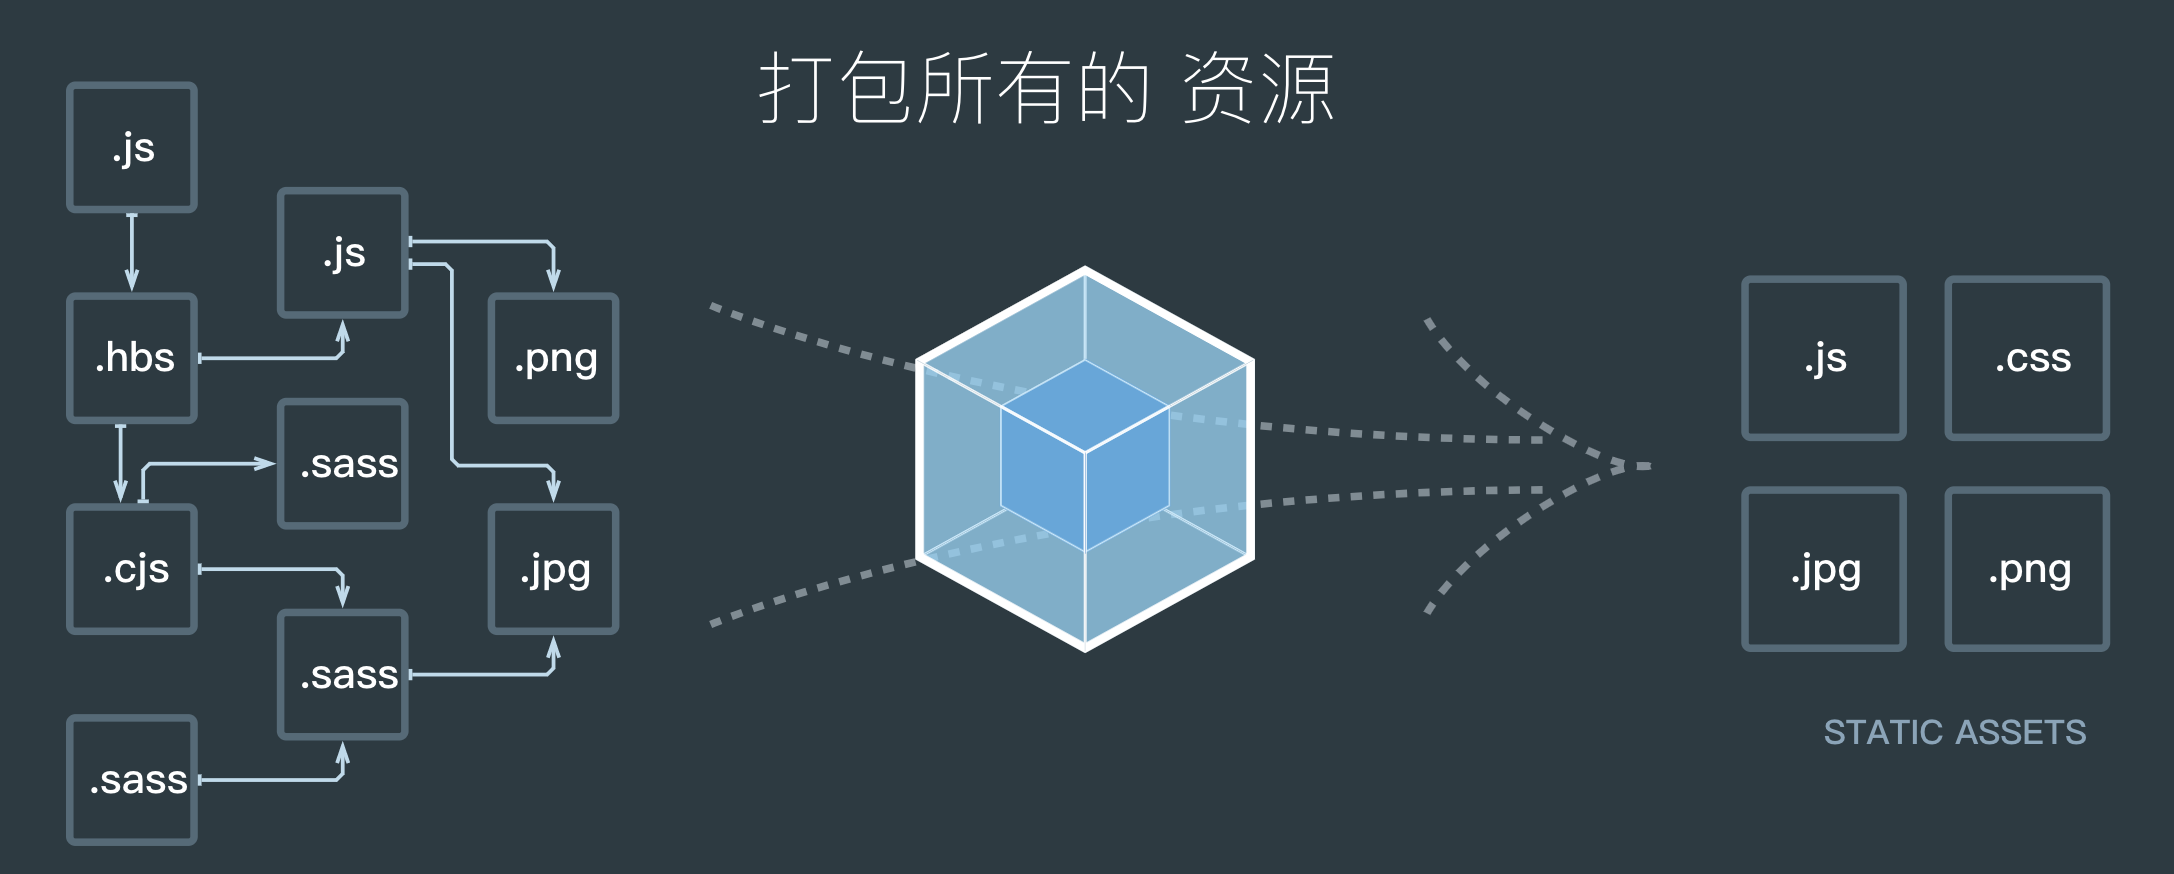 打包所有的 资源
.js
.js
.hbs
.png
.sass
.cjs
.jpg
.sass
.sass
.js
.css
.jpg
.png
STATIC ASSETS